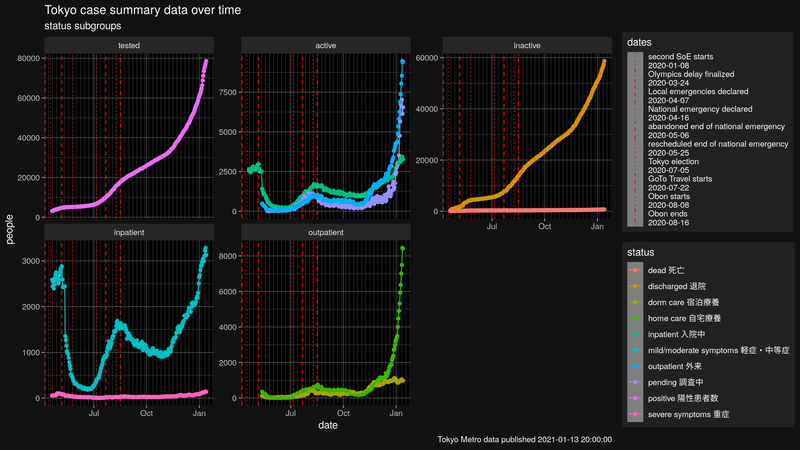 Tokyo case summary data over time
status subgroups
tested
active
inactive
80000
60000
40000
20000
0
7500
5000
2500
0
60000
40000
20000
0
Jul
Oct
Jan
inpatient
outpatient
3000
2000
1000
0
8000
6000
4000
2000
0
Jul
Oct
Jan
Jul
Oct
Jan
people
date
dates
second SoE starts
2020-01-08
Olympics delay finalized
2020-03-24
Local emergencies declared
2020-04-07
National emergency declared
2020-04-16
abandoned end of national emergency
2020-05-06
rescheduled end of national emergency
2020-05-25
Tokyo election
2020-07-05
GoTo Travel starts
2020-07-22
Obon starts
2020-08-08
Obon ends
2020-08-16
status
dead 死亡
discharged 退院
dorm care 宿泊療養
home care 自宅療養
inpatient 入院中
mild/moderate symptoms 軽症・中等症
outpatient 外来
pending 調査中
positive 陽性患者数
severe symptoms 重症
Tokyo Metro data published 2021-01-13 20:00:00